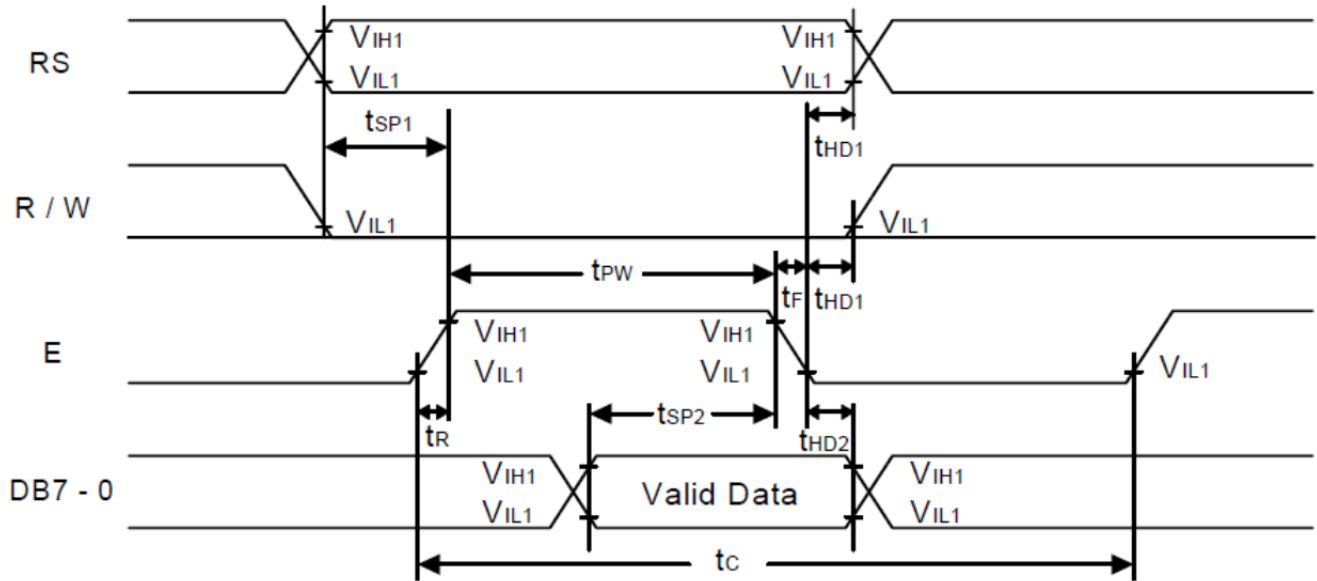 RS
VIH1
VIH1
VIL1
VIL1
tSP1
tHD1
R / W
VIL1
VIL1
tPW
tF
tHD1
E
VIH1
VIH1
VIL1
VIL1
VIL1
tR
tSP2
tHD2
DB7 - 0
VIH1
Valid Data
VIH1
VIL1
VIL1
tC